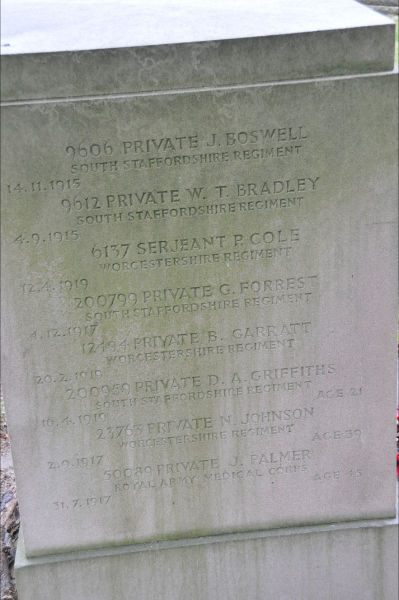 9606 PRIVATE J. BOSWELL
SOUTH STAFFORDSHIRE REGIMENT
14.11.1915
9612 PRIVATE W. T. BRADLEY
SOUTH STAFFORDSHIRE REGIMENT
4.9.1915
6137 SERJEANT P. COLE
WORCESTERSHIRE REGIMENT
12.4.1919
200799 PRIVATE G. FORREST
SOUTH STAFFORDSHIRE REGIMENT
4.12.1917
12494 PRIVATE B. GARRATT
WORCESTERSHIRE REGIMENT
20.2.1919
200959 PRIVATE D. A. GRIFFITHS
SOUTH STAFFORDSHIRE REGIMENT
16.4.1919 AGE 21
23763 PRIVATE N. JOHNSON
WORCESTERSHIRE REGIMENT
2.9.1917 AGE 39
50089 PRIVATE J. PALMER
ROYAL ARMY MEDICAL CORPS
31.7.1917 AGE 45